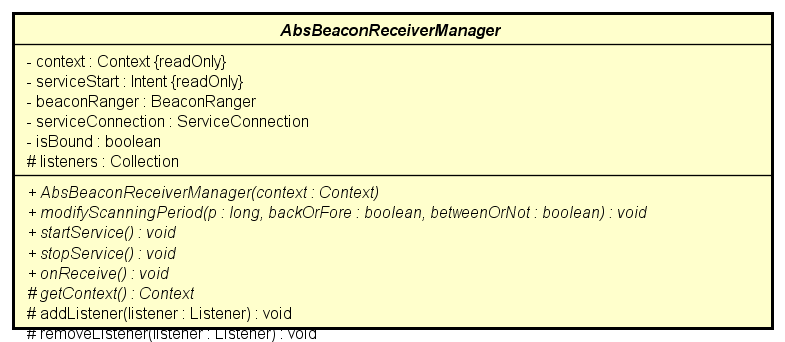 AbsBeaconReceiverManager
- context : Context {readOnly}
- serviceStart : Intent {readOnly}
- beaconRanger : BeaconRanger
- serviceConnection : ServiceConnection
- isBound : boolean
# listeners : Collection
+ AbsBeaconReceiverManager(context : Context)
+ modifyScanningPeriod(p : long, backOrFore : boolean, betweenOrNot : boolean) : void
+ startService() : void
+ stopService() : void
+ onReceive() : void
# getContext() : Context
# addListener(listener : Listener) : void
# removeListener(listener : Listener) : void